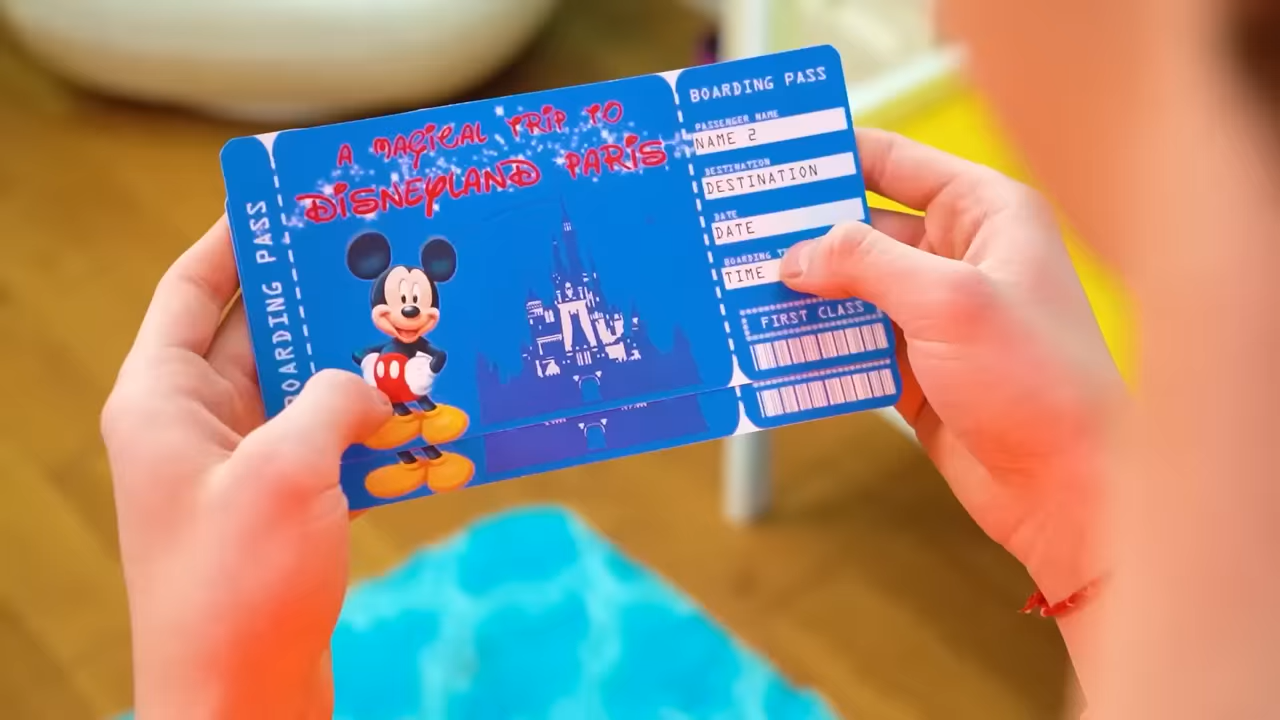 A MAGICAL TRIP TO
DISNEYLAND PARIS
BOARDING PASS
BOARDING PASS
PASSENGER NAME
NAME 2
DESTINATION
DESTINATION
DATE
DATE
BOARDING
TIME
FIRST CLASS